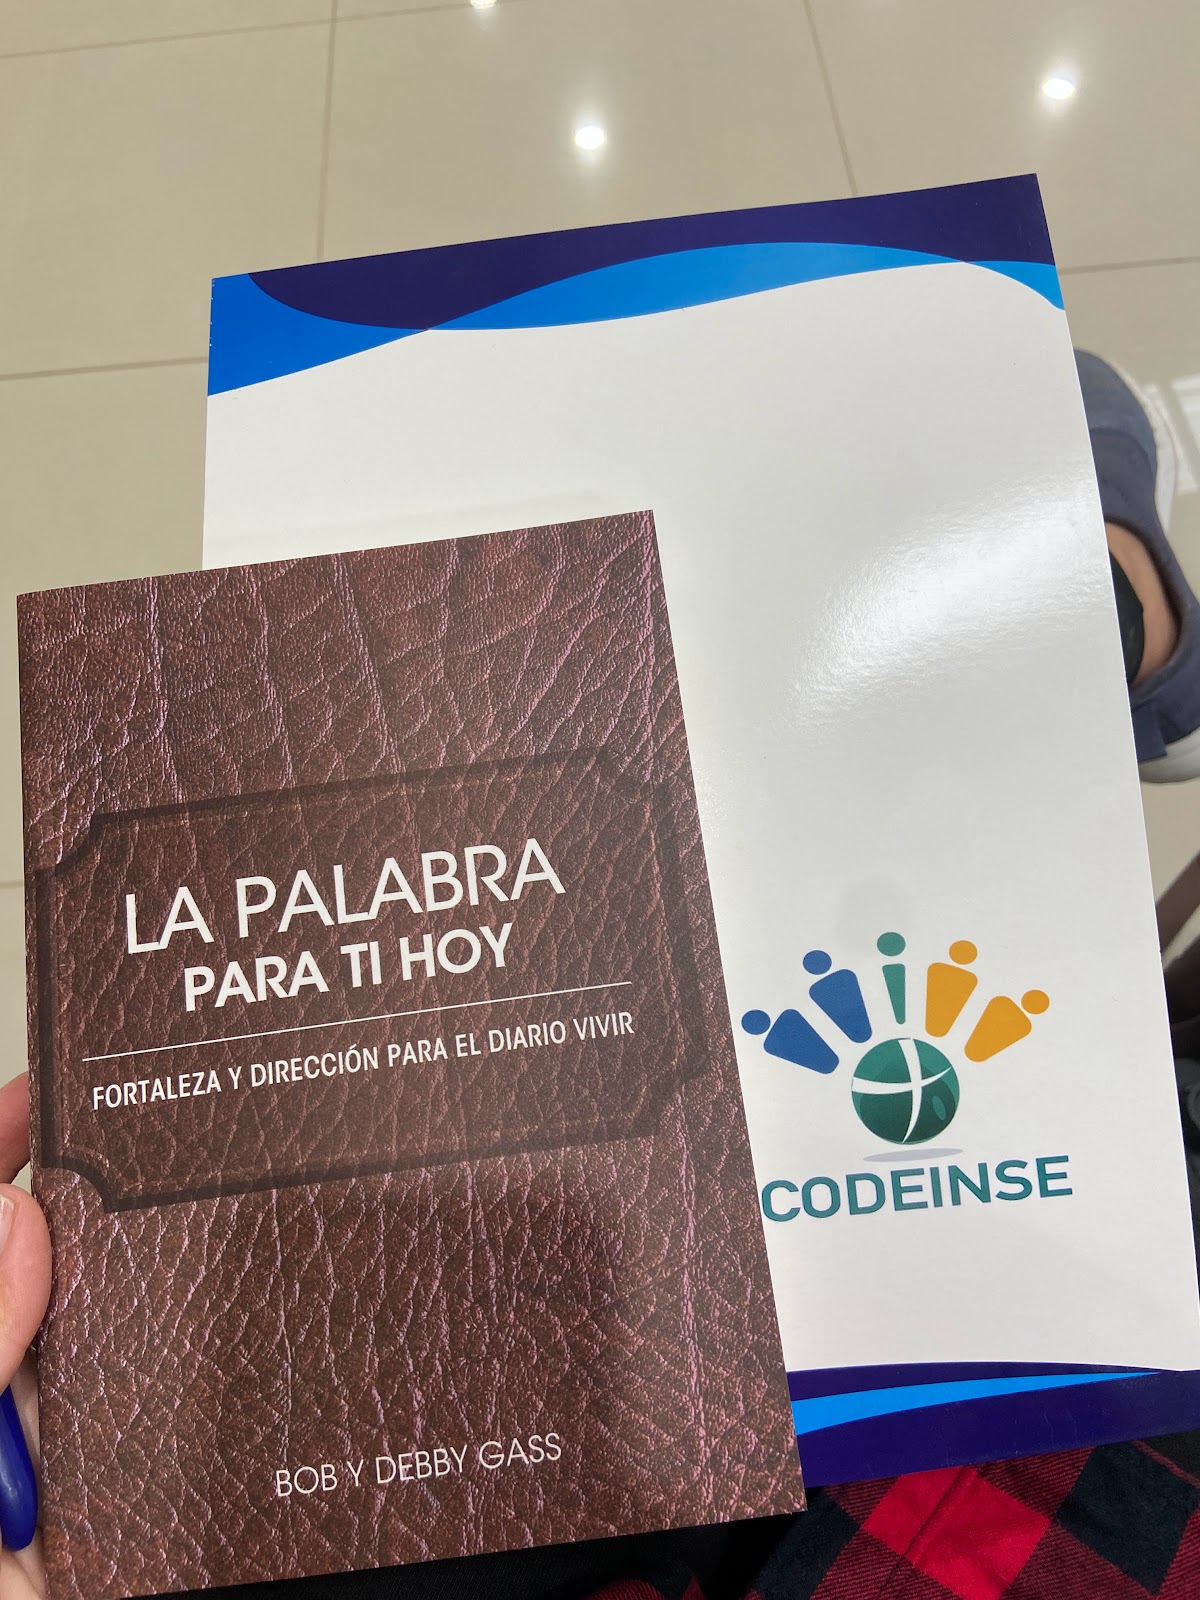 LA PALABRA
PARA TI HOY
FORTALEZA Y DIRECCIÓN PARA EL DIARIO VIVIR
BOB Y DEBBY GASS
CODEINSE